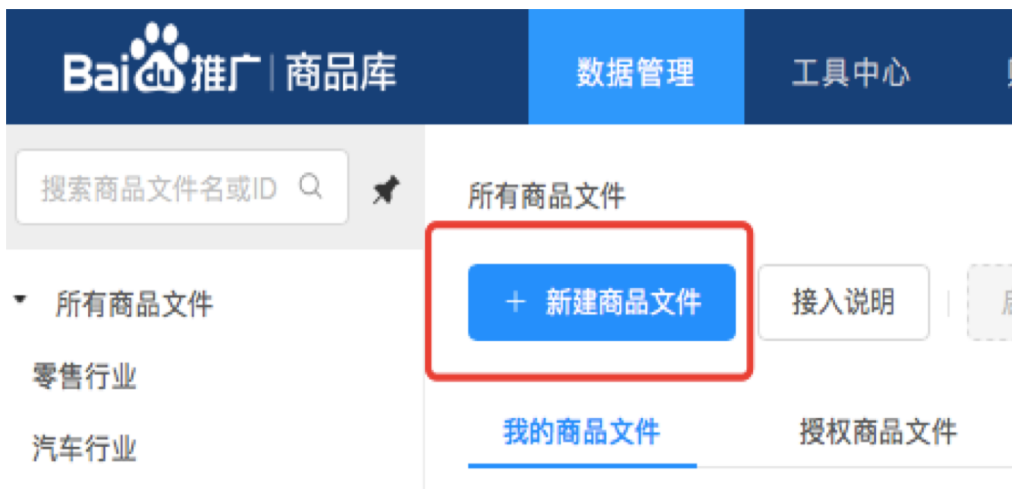 Baidu推广 | 商品库 数据管理 工具中心
搜索商品文件名或ID
所有商品文件
+ 新建商品文件 接入说明
所有商品文件
零售行业
汽车行业
我的商品文件 授权商品文件